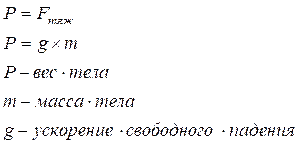 P = Fтяж
P = g×m
P – вес·тела
m – масса·тела
g – ускорение·свободного·падения